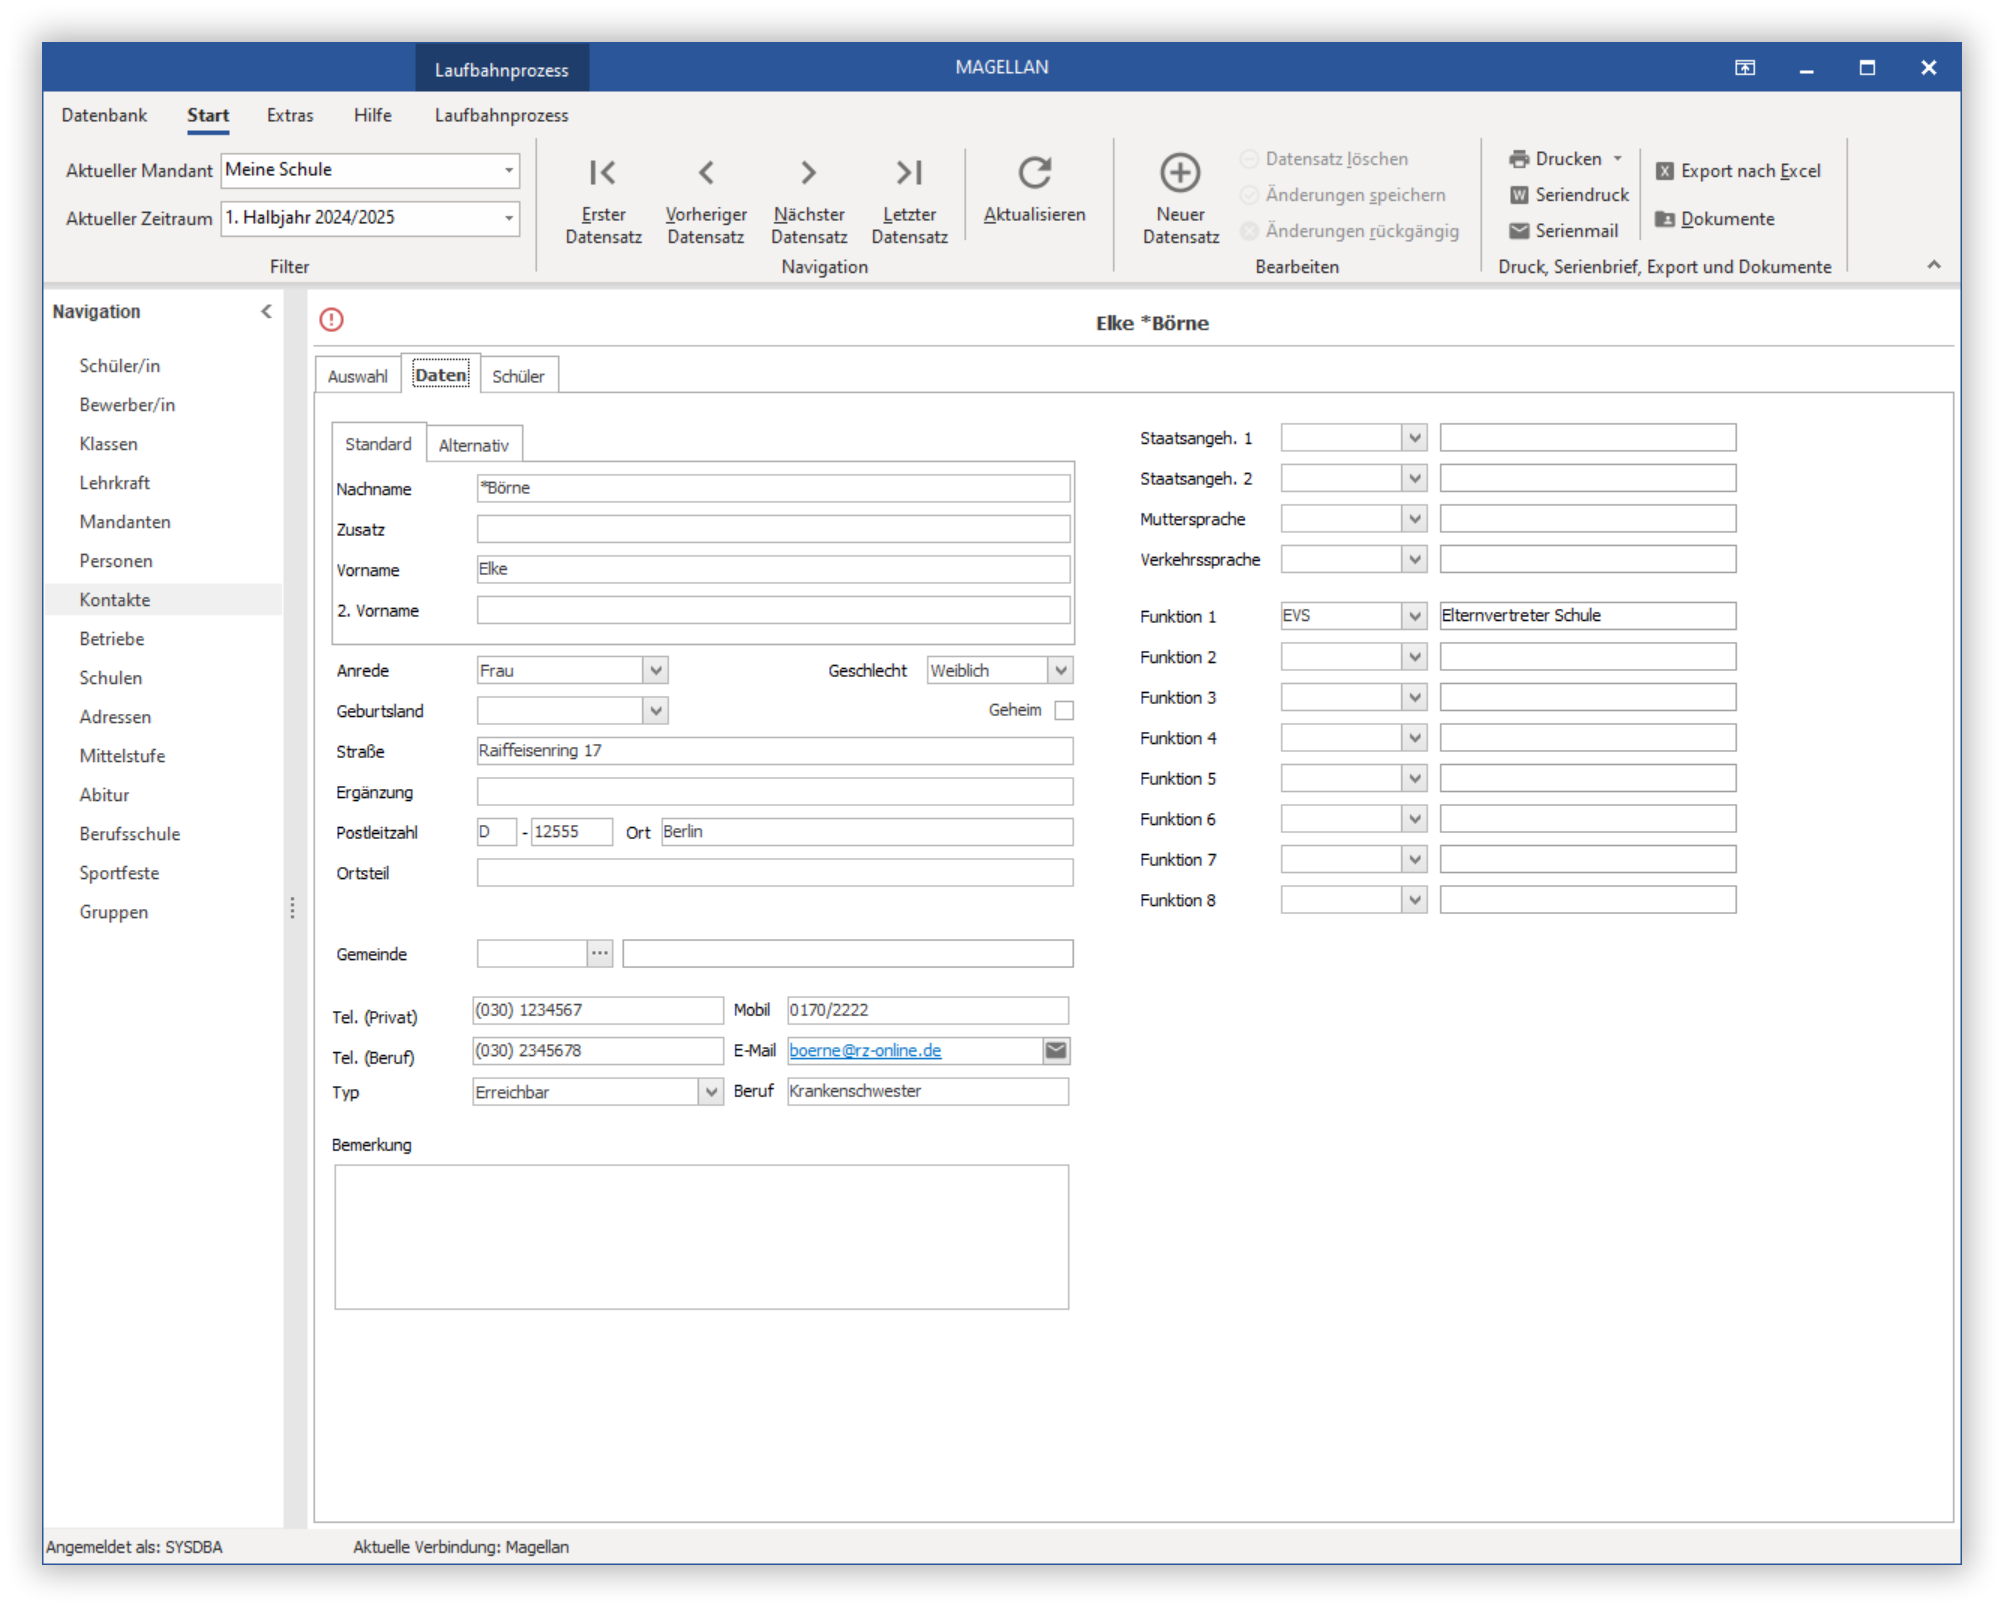 Laufbahnprozess
MAGELLAN
Datenbank Start Extras Hilfe Laufbahnprozess
Aktueller Mandant Meine Schule
Aktueller Zeitraum 1. Halbjahr 2024/2025
Filter
Erster Datensatz
Vorheriger Datensatz
Nächster Datensatz
Letzter Datensatz
Aktualisieren
Navigation
Neuer Datensatz
Datensatz löschen
Änderungen speichern
Änderungen rückgängig
Bearbeiten
Drucken
Seriendruck
Serienmail
Export nach Excel
Dokumente
Druck, Serienbrief, Export und Dokumente
Navigation
Schüler/in
Bewerber/in
Klassen
Lehrkraft
Mandanten
Personen
Kontakte
Betriebe
Schulen
Adressen
Mittelstufe
Abitur
Berufsschule
Sportfeste
Gruppen
Elke *Börne
Auswahl Daten Schüler
Standard Alternativ
Nachname *Börne
Zusatz
Vorname Elke
2. Vorname
Anrede Frau Geschlecht Weiblich
Geburtsland Geheim
Straße Raiffeisenring 17
Ergänzung
Postleitzahl D - 12555 Ort Berlin
Ortsteil
Gemeinde ...
Tel. (Privat) (030) 1234567 Mobil 0170/2222
Tel. (Beruf) (030) 2345678 E-Mail boerne@rz-online.de
Typ Erreichbar Beruf Krankenschwester
Bemerkung
Staatsangeh. 1
Staatsangeh. 2
Muttersprache
Verkehrssprache
Funktion 1 EVS Elternvertreter Schule
Funktion 2
Funktion 3
Funktion 4
Funktion 5
Funktion 6
Funktion 7
Funktion 8
Angemeldet als: SYSDBA Aktuelle Verbindung: Magellan